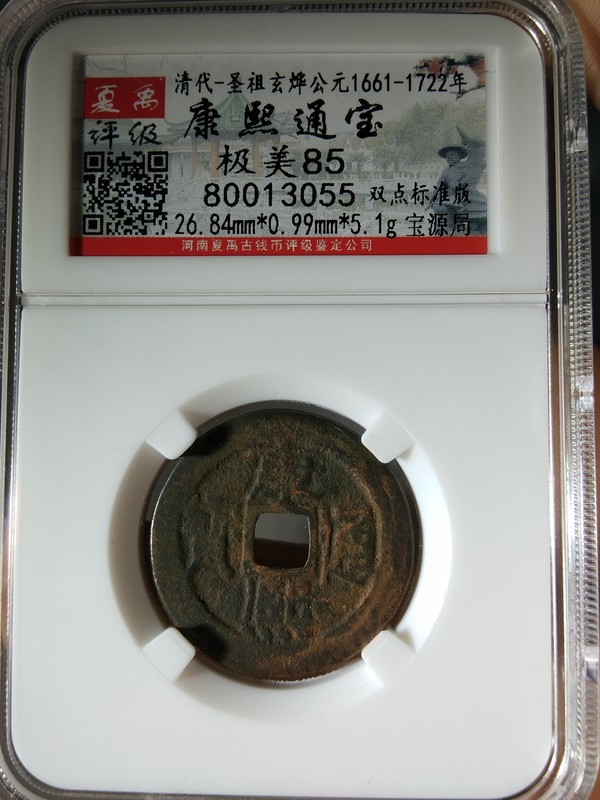 夏禹
评级
清代-圣祖玄烨公元1661-1722年
康熙通宝
极美85
80013055 双点标准版
26.84mm*0.99mm*5.1g 宝源局
河南夏禹古钱币评级鉴定公司